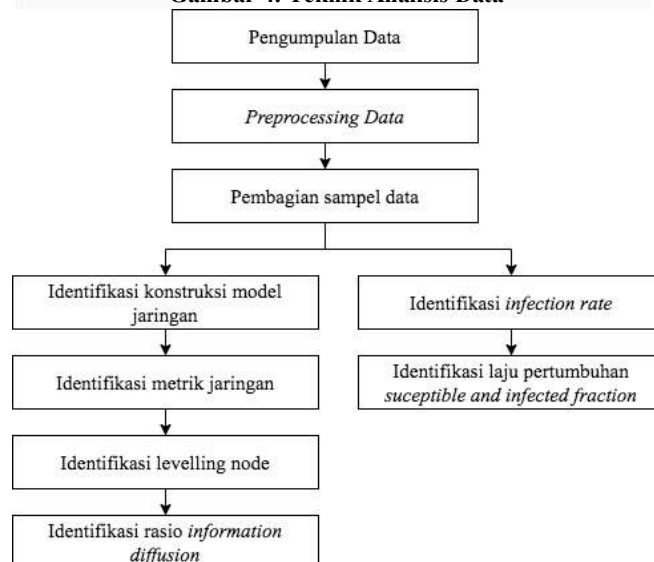 Gambar 4. Teknik Analisis Data
Pengumpulan Data
Preprocessing Data
Pembagian sampel data
Identifikasi konstruksi model
jaringan
Identifikasi metrik jaringan
Identifikasi levelling node
Identifikasi rasio information
diffusion
Identifikasi infection rate
Identifikasi laju pertumbuhan
suceptible and infected fraction